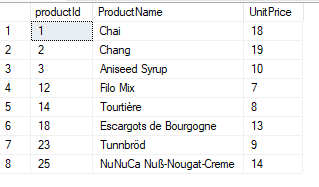 productId ProductName UnitPrice
1 1 Chai 18
2 2 Chang 19
3 3 Aniseed Syrup 10
4 12 Filo Mix 7
5 14 Tourtière 8
6 18 Escargots de Bourgogne 13
7 23 Tunnbröd 9
8 25 NuNuCa Nuß-Nougat-Creme 14